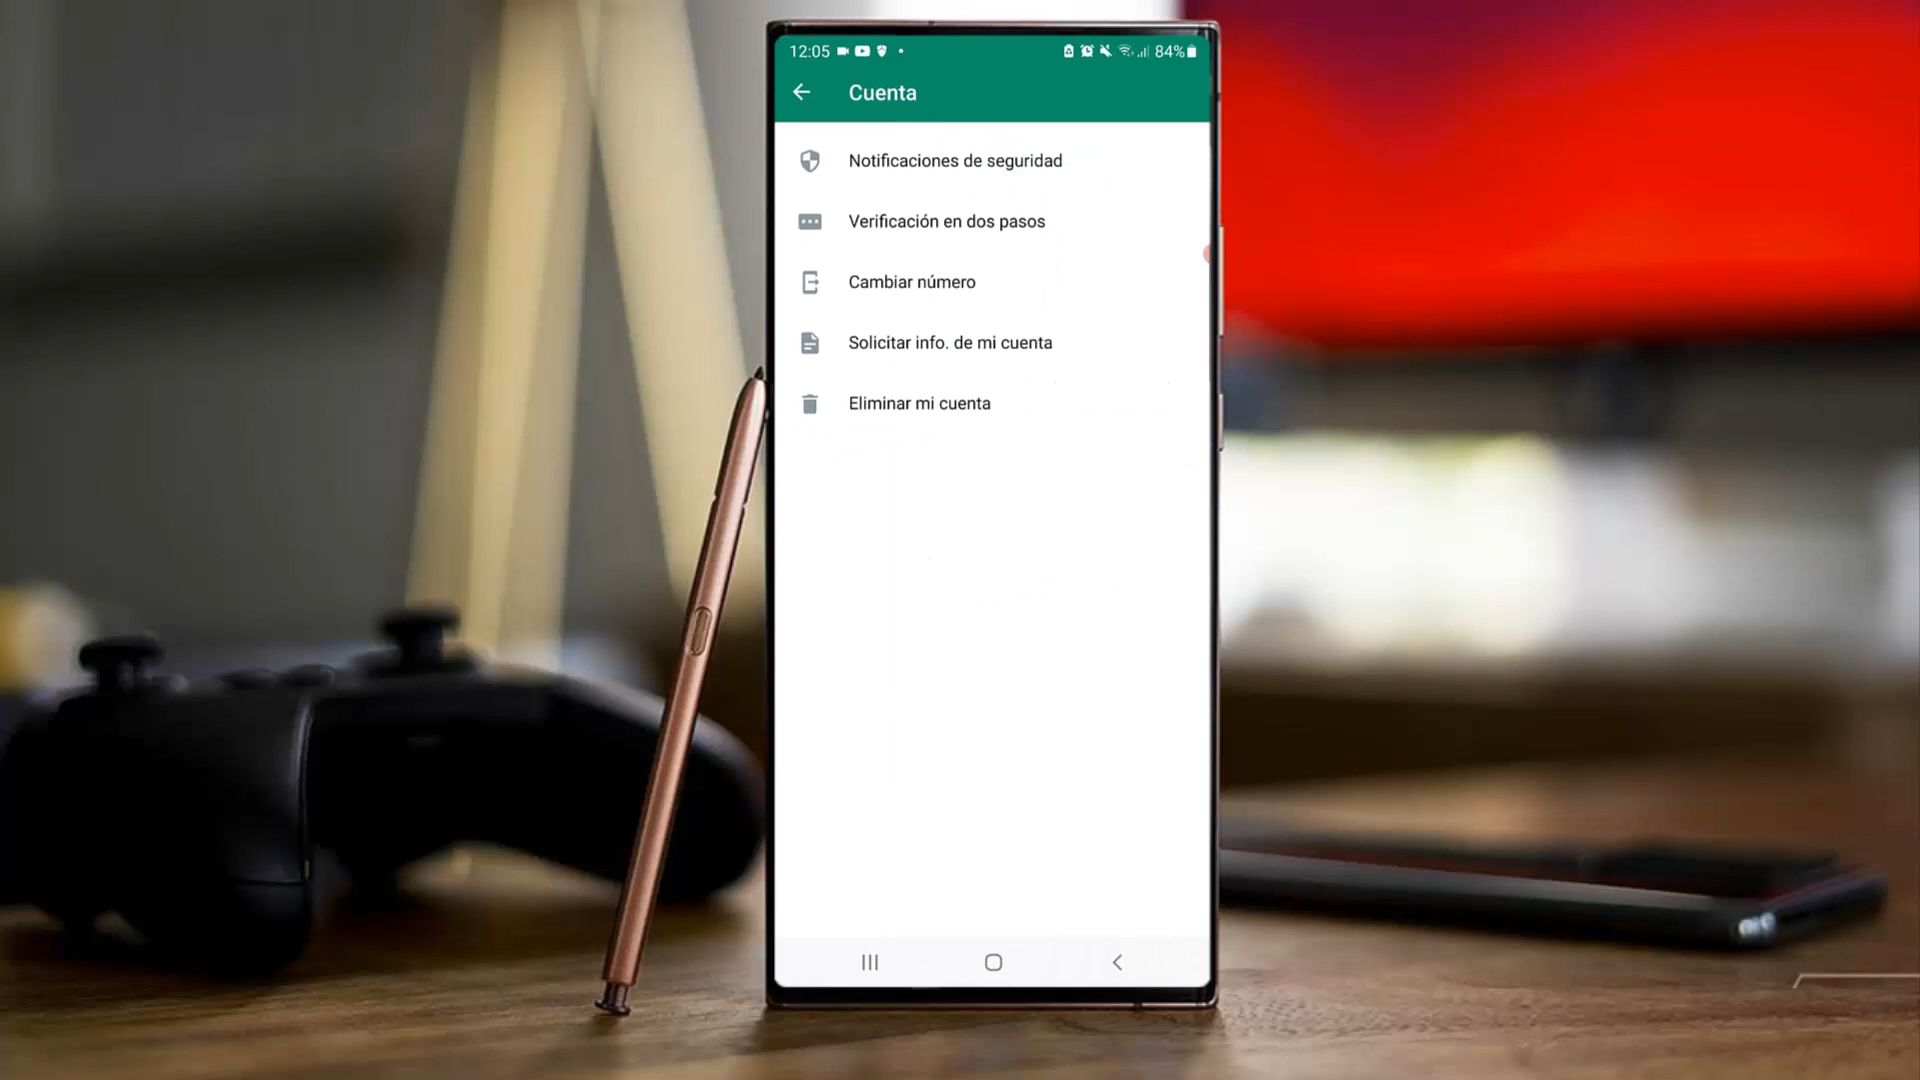 12:05
84%
Cuenta
Notificaciones de seguridad
Verificación en dos pasos
Cambiar número
Solicitar info. de mi cuenta
Eliminar mi cuenta